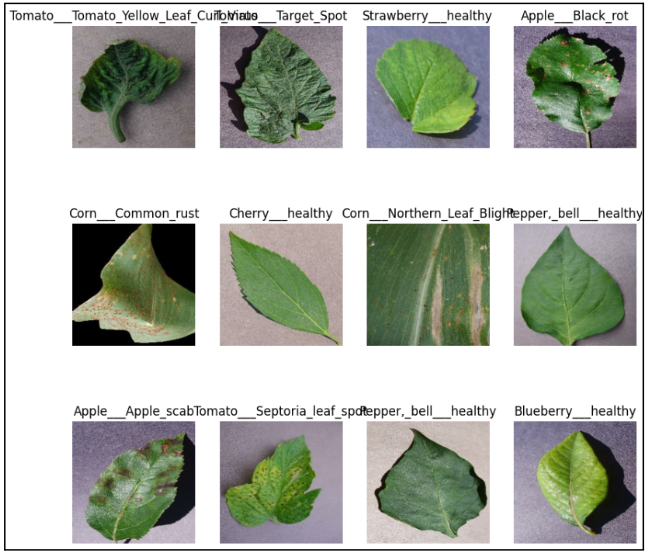 Tomato___Tomato_Yellow_Leaf_Curl_Virus Tomato___Target_Spot Strawberry___healthy Apple___Black_rot
Corn___Common_rust Cherry___healthy Corn___Northern_Leaf_Blight Pepper,_bell___healthy
Apple___Apple_scab Tomato___Septoria_leaf_spot Pepper,_bell___healthy Blueberry___healthy